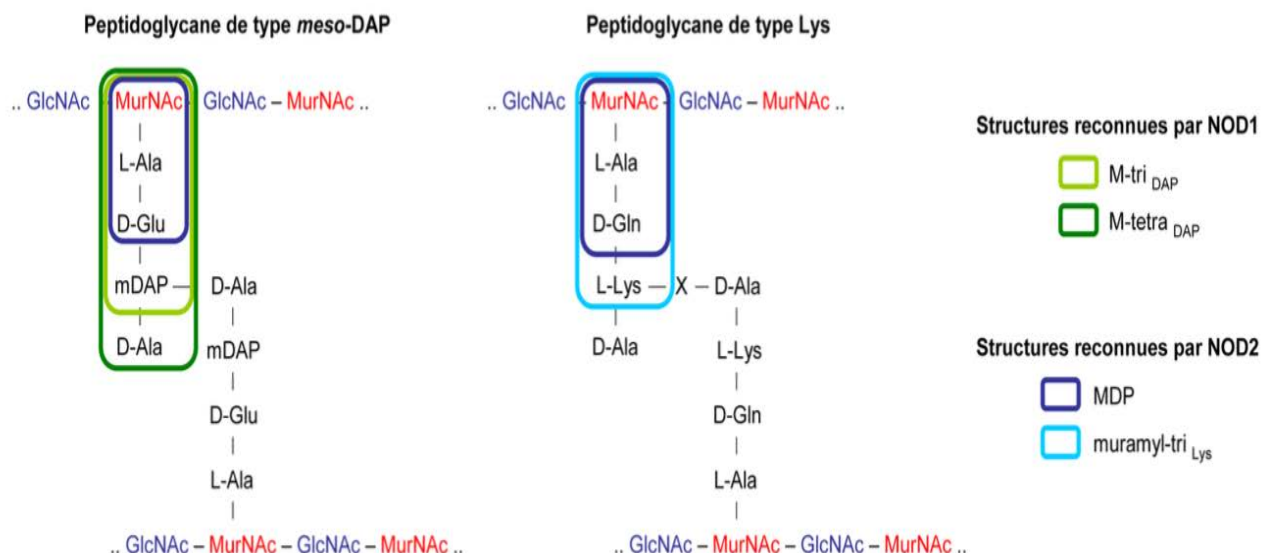 Peptidoglycane de type meso-DAP
.. GlcNAc – MurNAc – GlcNAc – MurNAc ..
L-Ala
D-Glu
mDAP — D-Ala
D-Ala
mDAP
D-Glu
L-Ala
.. GlcNAc – MurNAc – GlcNAc – MurNAc ..
Peptidoglycane de type Lys
.. GlcNAc – MurNAc – GlcNAc – MurNAc ..
L-Ala
D-Gln
L-Lys — X — D-Ala
D-Ala
L-Lys
D-Gln
L-Ala
.. GlcNAc – MurNAc – GlcNAc – MurNAc ..
Structures reconnues par NOD1
M-tri DAP
M-tetra DAP
Structures reconnues par NOD2
MDP
muramyl-tri Lys